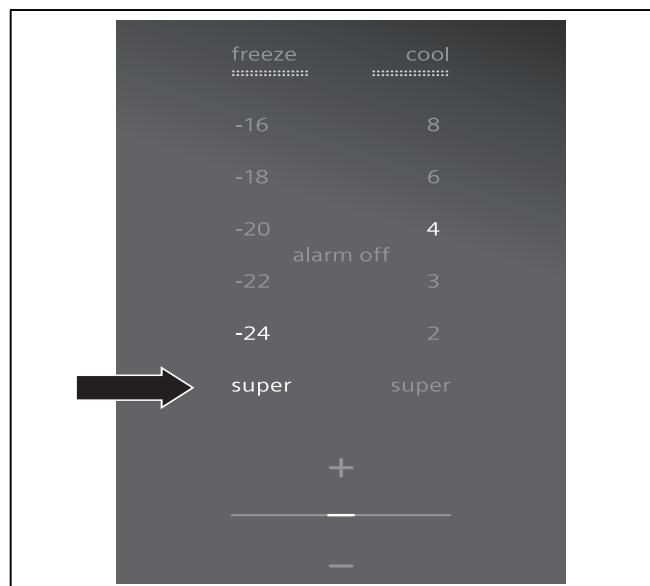 freeze cool
-16 8
-18 6
-20 4
alarm off
-22 3
-24 2
super super
+
−